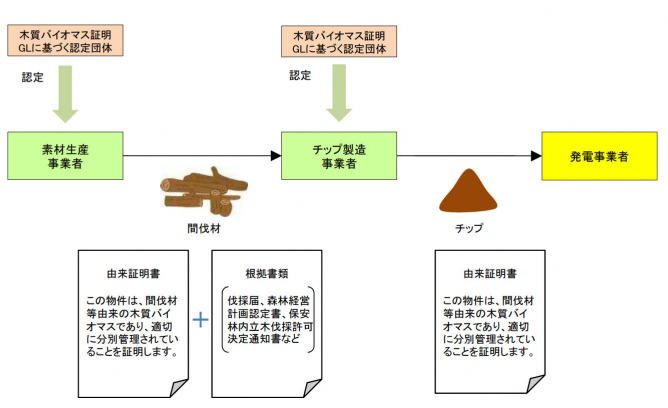 木質バイオマス証明
GLに基づく認定団体
木質バイオマス証明
GLに基づく認定団体
認定
認定
素材生産
事業者
チップ製造
事業者
発電事業者
間伐材
チップ
由来証明書
この物件は、間伐材
等由来の木質バイ
オマスであり、適切
に分別管理されてい
ることを証明します。
+
根拠書類
伐採届、森林経営
計画認定書、保安
林内立木伐採許可
決定通知書など
由来証明書
この物件は、間伐材
等由来の木質バイ
オマスであり、適切
に分別管理されてい
ることを証明します。